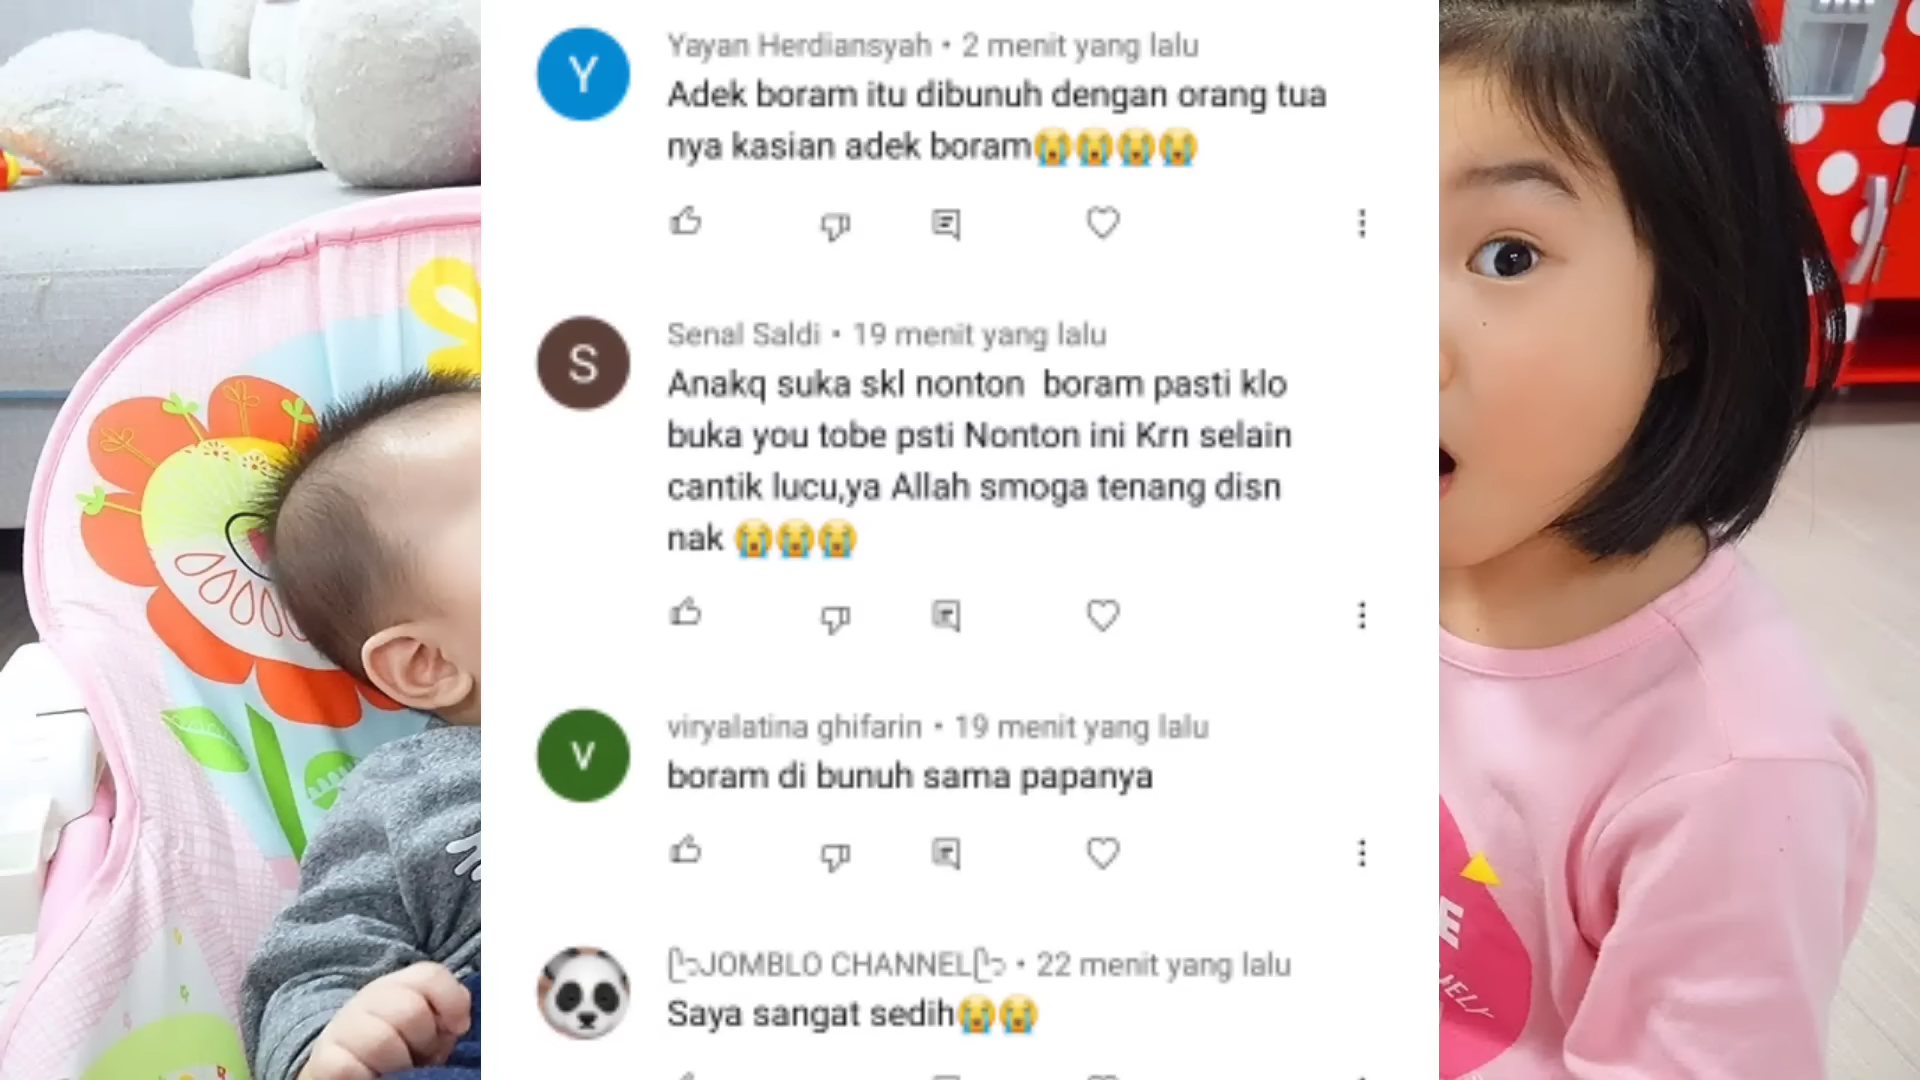 Y
Yayan Herdiansyah • 2 menit yang lalu
Adek boram itu dibunuh dengan orang tua
nya kasian adek boram😭😭😭😭
S
Senal Saldi • 19 menit yang lalu
Anakq suka skl nonton boram pasti klo
buka you tobe psti Nonton ini Krn selain
cantik lucu,ya Allah smoga tenang disn
nak 😭😭😭
v
viryalatina ghifarin • 19 menit yang lalu
boram di bunuh sama papanya
JOMBLO CHANNEL • 22 menit yang lalu
Saya sangat sedih😭😭